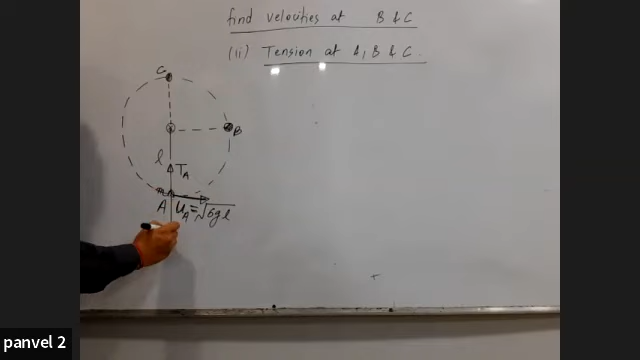 find velocities at B & C
(ii) Tension at A, B & C.
C
B
l
T_A
m
A u_A = √6gl
panvel 2